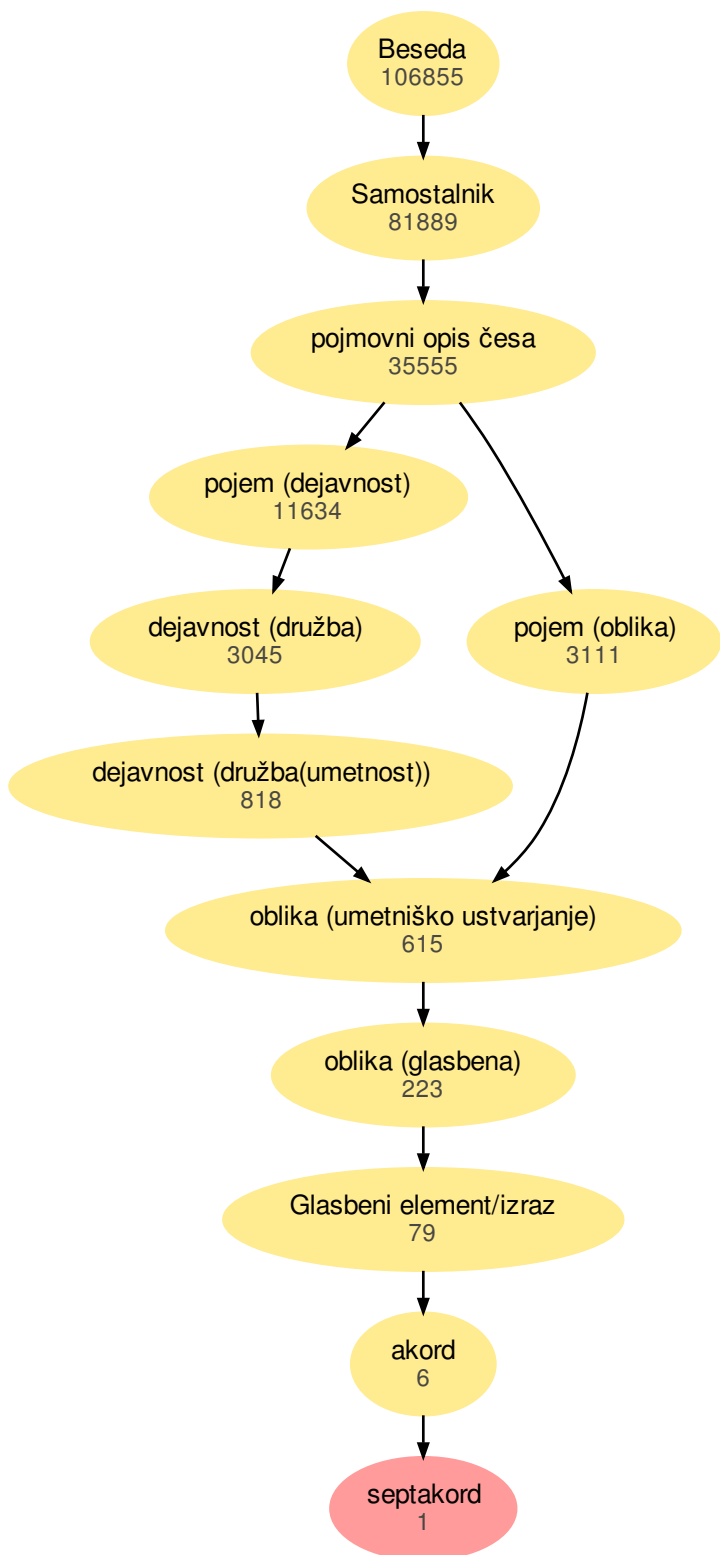 Beseda
106855
Samostalnik
81889
pojmovni opis česa
35555
pojem (dejavnost)
11634
dejavnost (družba)
3045
pojem (oblika)
3111
dejavnost (družba(umetnost))
818
oblika (umetniško ustvarjanje)
615
oblika (glasbena)
223
Glasbeni element/izraz
79
akord
6
septakord
1